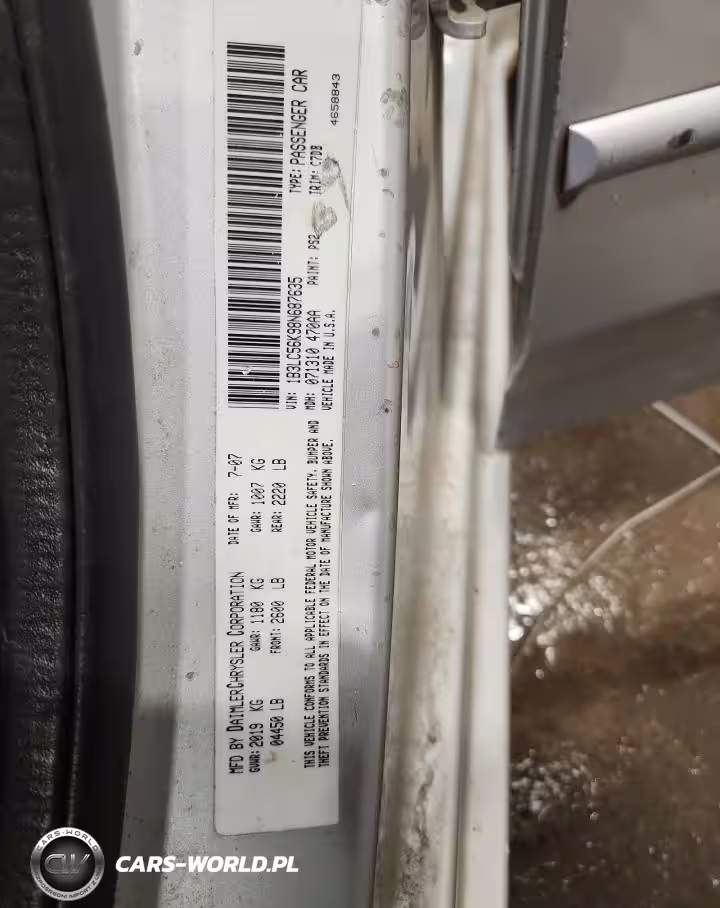 MFD BY DAIMLERCHRYSLER CORPORATION DATE OF MFR: 7-07
GVWR: 2019 KG GAWR: 1180 KG GAWR: 1007 KG
04450 LB FRONT: 2600 LB REAR: 2220 LB
THIS VEHICLE CONFORMS TO ALL APPLICABLE FEDERAL MOTOR VEHICLE SAFETY, BUMPER AND
THEFT PREVENTION STANDARDS IN EFFECT ON THE DATE OF MANUFACTURE SHOWN ABOVE.
VIN: 1B3LC56K98N687635 TYPE: PASSENGER CAR
MDH: 071310 470AA PAINT: PS2 TRIM: C7DB
VEHICLE MADE IN U.S.A. 4658843
CARS-WORLD
CW
CARS-WORLD.PL